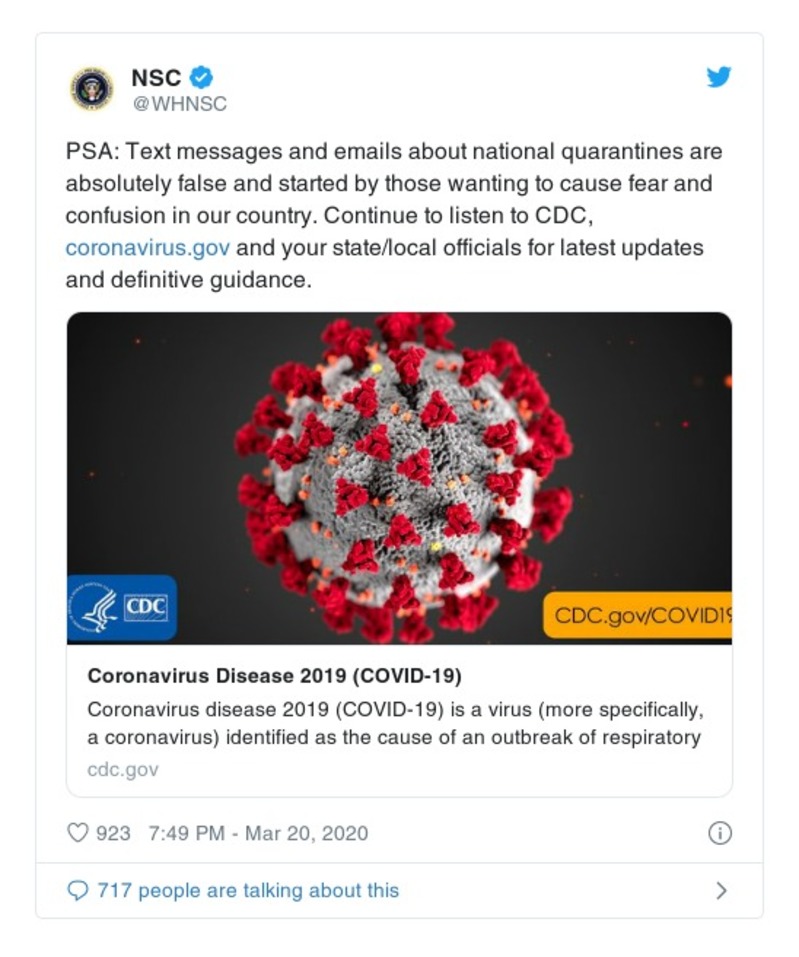 NSC
@WHNSC
PSA: Text messages and emails about national quarantines are
absolutely false and started by those wanting to cause fear and
confusion in our country. Continue to listen to CDC,
coronavirus.gov and your state/local officials for latest updates
and definitive guidance.
CDC
CDC.gov/COVID19
Coronavirus Disease 2019 (COVID-19)
Coronavirus disease 2019 (COVID-19) is a virus (more specifically,
a coronavirus) identified as the cause of an outbreak of respiratory
cdc.gov
923 7:49 PM - Mar 20, 2020
717 people are talking about this